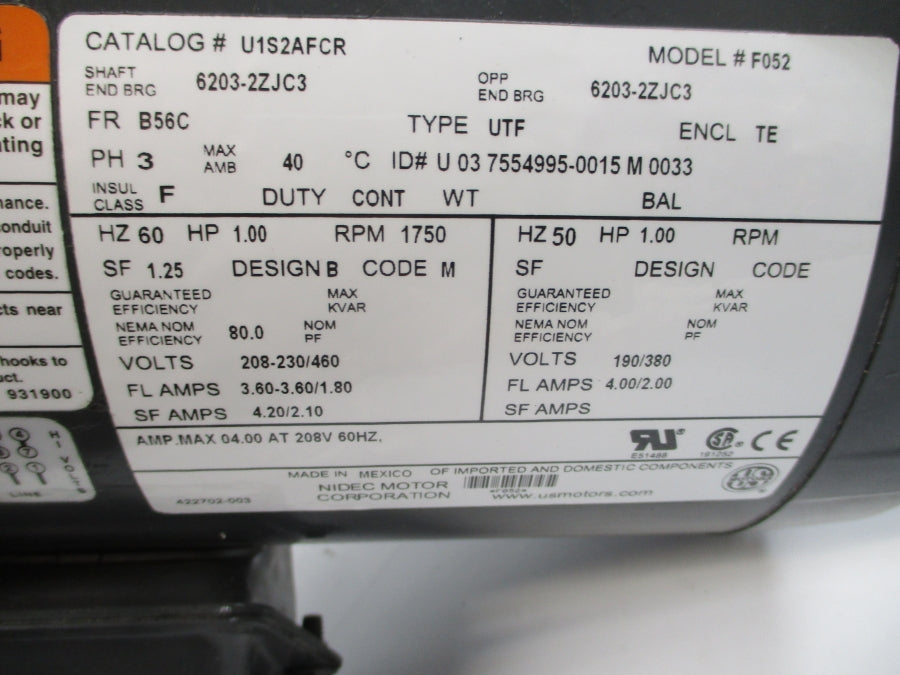 CATALOG # U1S2AFCR MODEL # F052
SHAFT END BRG 6203-2ZJC3 OPP END BRG 6203-2ZJC3
FR B56C TYPE UTF ENCL TE
PH 3 MAX AMB 40 °C ID# U 03 7554995-0015 M 0033
INSUL CLASS F DUTY CONT WT BAL
HZ 60 HP 1.00 RPM 1750
SF 1.25 DESIGN B CODE M
GUARANTEED EFFICIENCY MAX KVAR
NEMA NOM EFFICIENCY 80.0 NOM PF
VOLTS 208-230/460
FL AMPS 3.60-3.60/1.80
SF AMPS 4.20/2.10
HZ 50 HP 1.00 RPM
SF DESIGN CODE
GUARANTEED EFFICIENCY MAX KVAR
NEMA NOM EFFICIENCY NOM PF
VOLTS 190/380
FL AMPS 4.00/2.00
SF AMPS
AMP.MAX 04.00 AT 208V 60HZ.
E51488 191252 CE
MADE IN MEXICO OF IMPORTED AND DOMESTIC COMPONENTS
NIDEC MOTOR CORPORATION
*F052*
www.usmotors.com
422702-003
may
or
conduit
codes.
near
hooks to
931900
LINE